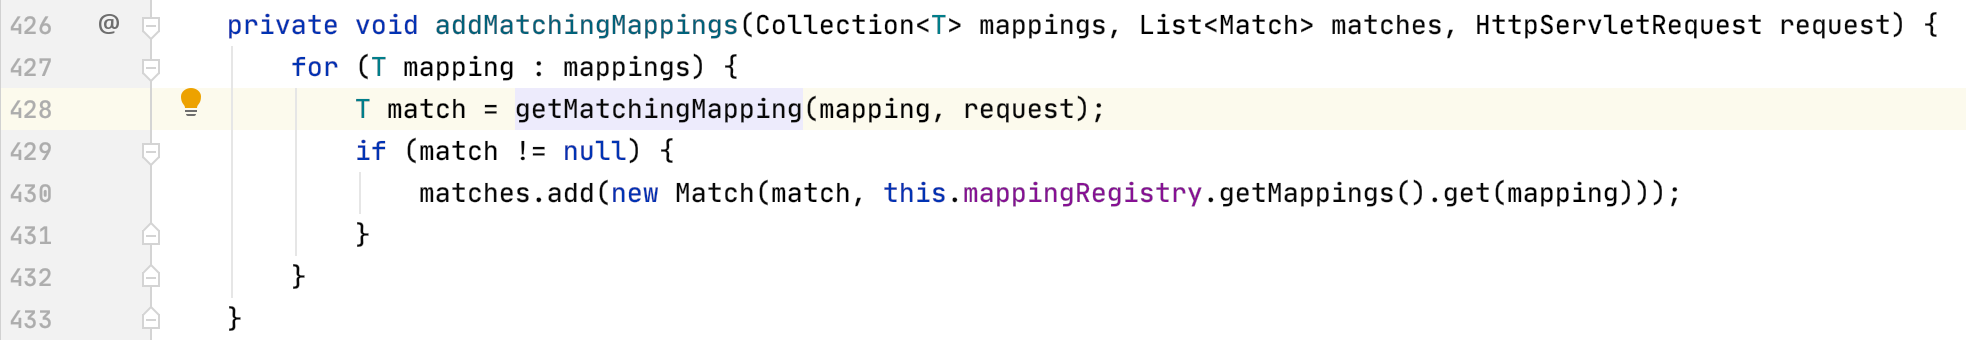 426 @ private void addMatchingMappings(Collection<T> mappings, List<Match> matches, HttpServletRequest request) {
427 for (T mapping : mappings) {
428 T match = getMatchingMapping(mapping, request);
429 if (match != null) {
430 matches.add(new Match(match, this.mappingRegistry.getMappings().get(mapping)));
431 }
432 }
433 }